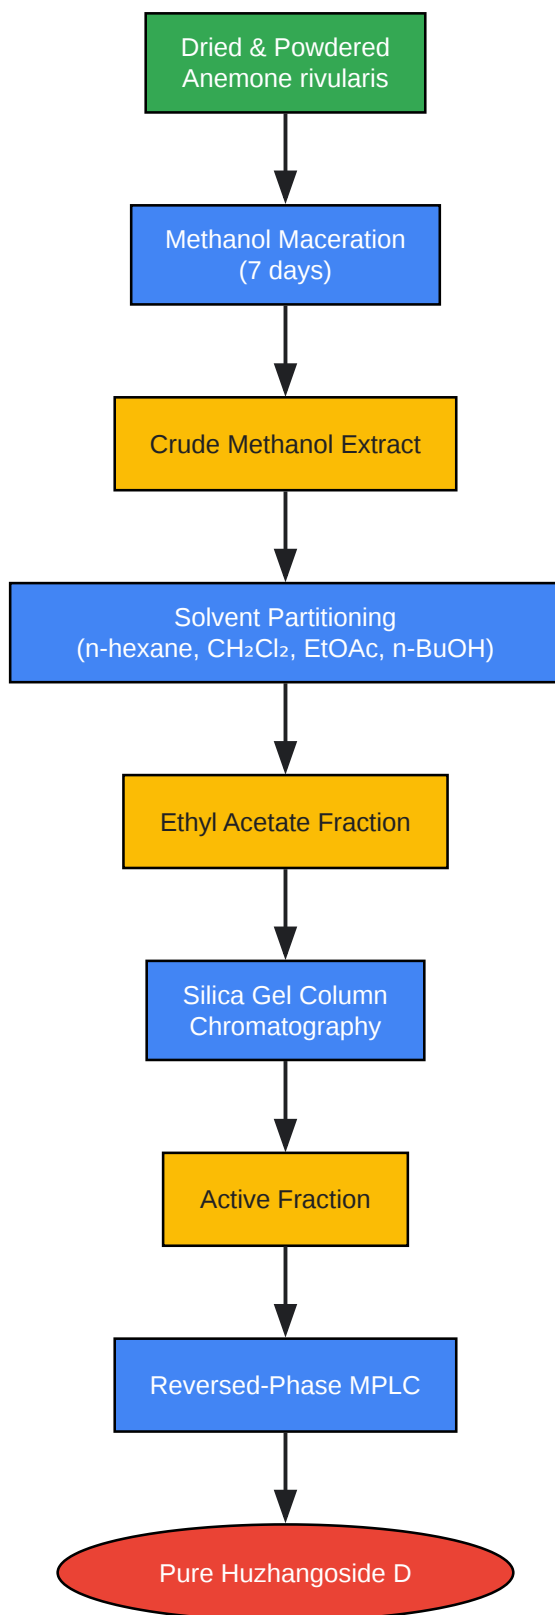 Dried & Powdered
Anemone rivularis
Methanol Maceration
(7 days)
Crude Methanol Extract
Solvent Partitioning
(n-hexane, CH₂Cl₂, EtOAc, n-BuOH)
Ethyl Acetate Fraction
Silica Gel Column
Chromatography
Active Fraction
Reversed-Phase MPLC
Pure Huzhangoside D